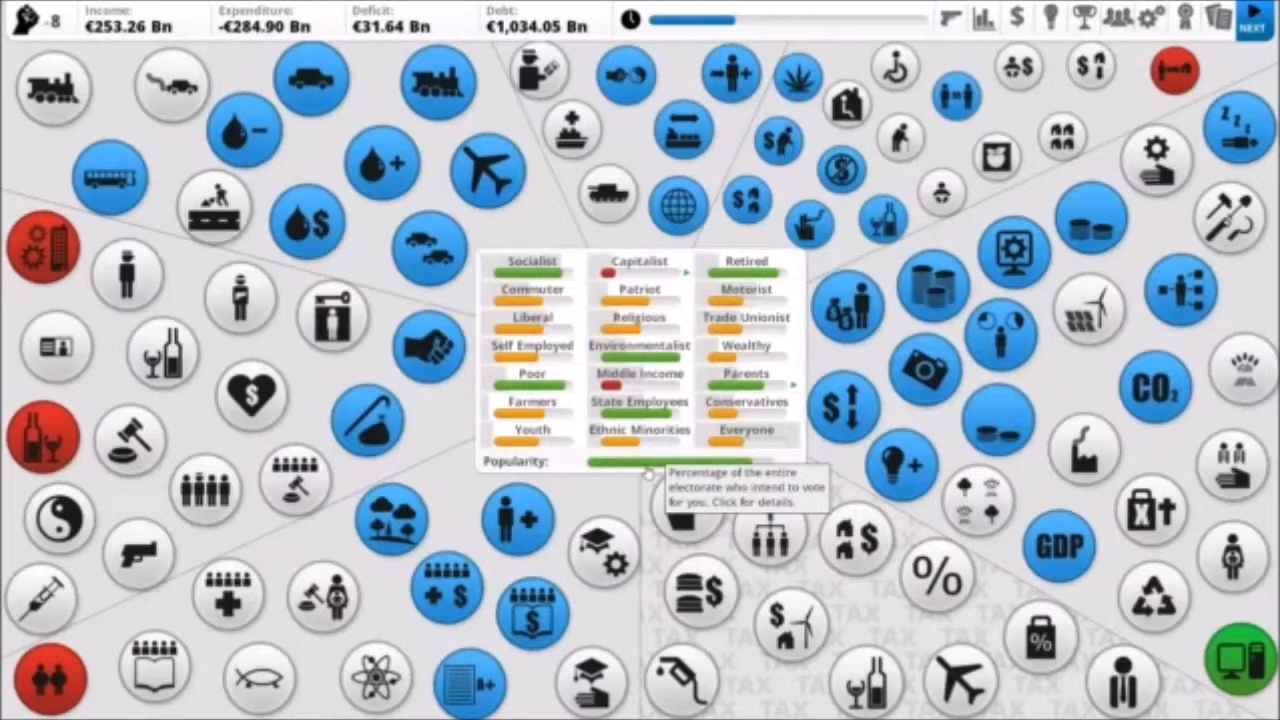 -8
Income: Expenditure: Deficit: Debt:
€253.26 Bn -€284.90 Bn €31.64 Bn €1,034.05 Bn
NEXT
Socialist Capitalist Retired
Commuter Patriot Motorist
Liberal Religious Trade Unionist
Self Employed Environmentalist Wealthy
Poor Middle Income Parents
Farmers State Employees Conservatives
Youth Ethnic Minorities Everyone
Popularity:
Percentage of the entire
electorate who intend to vote
for you. Click for details.
CO₂
GDP
A+
TAX TAX TAX